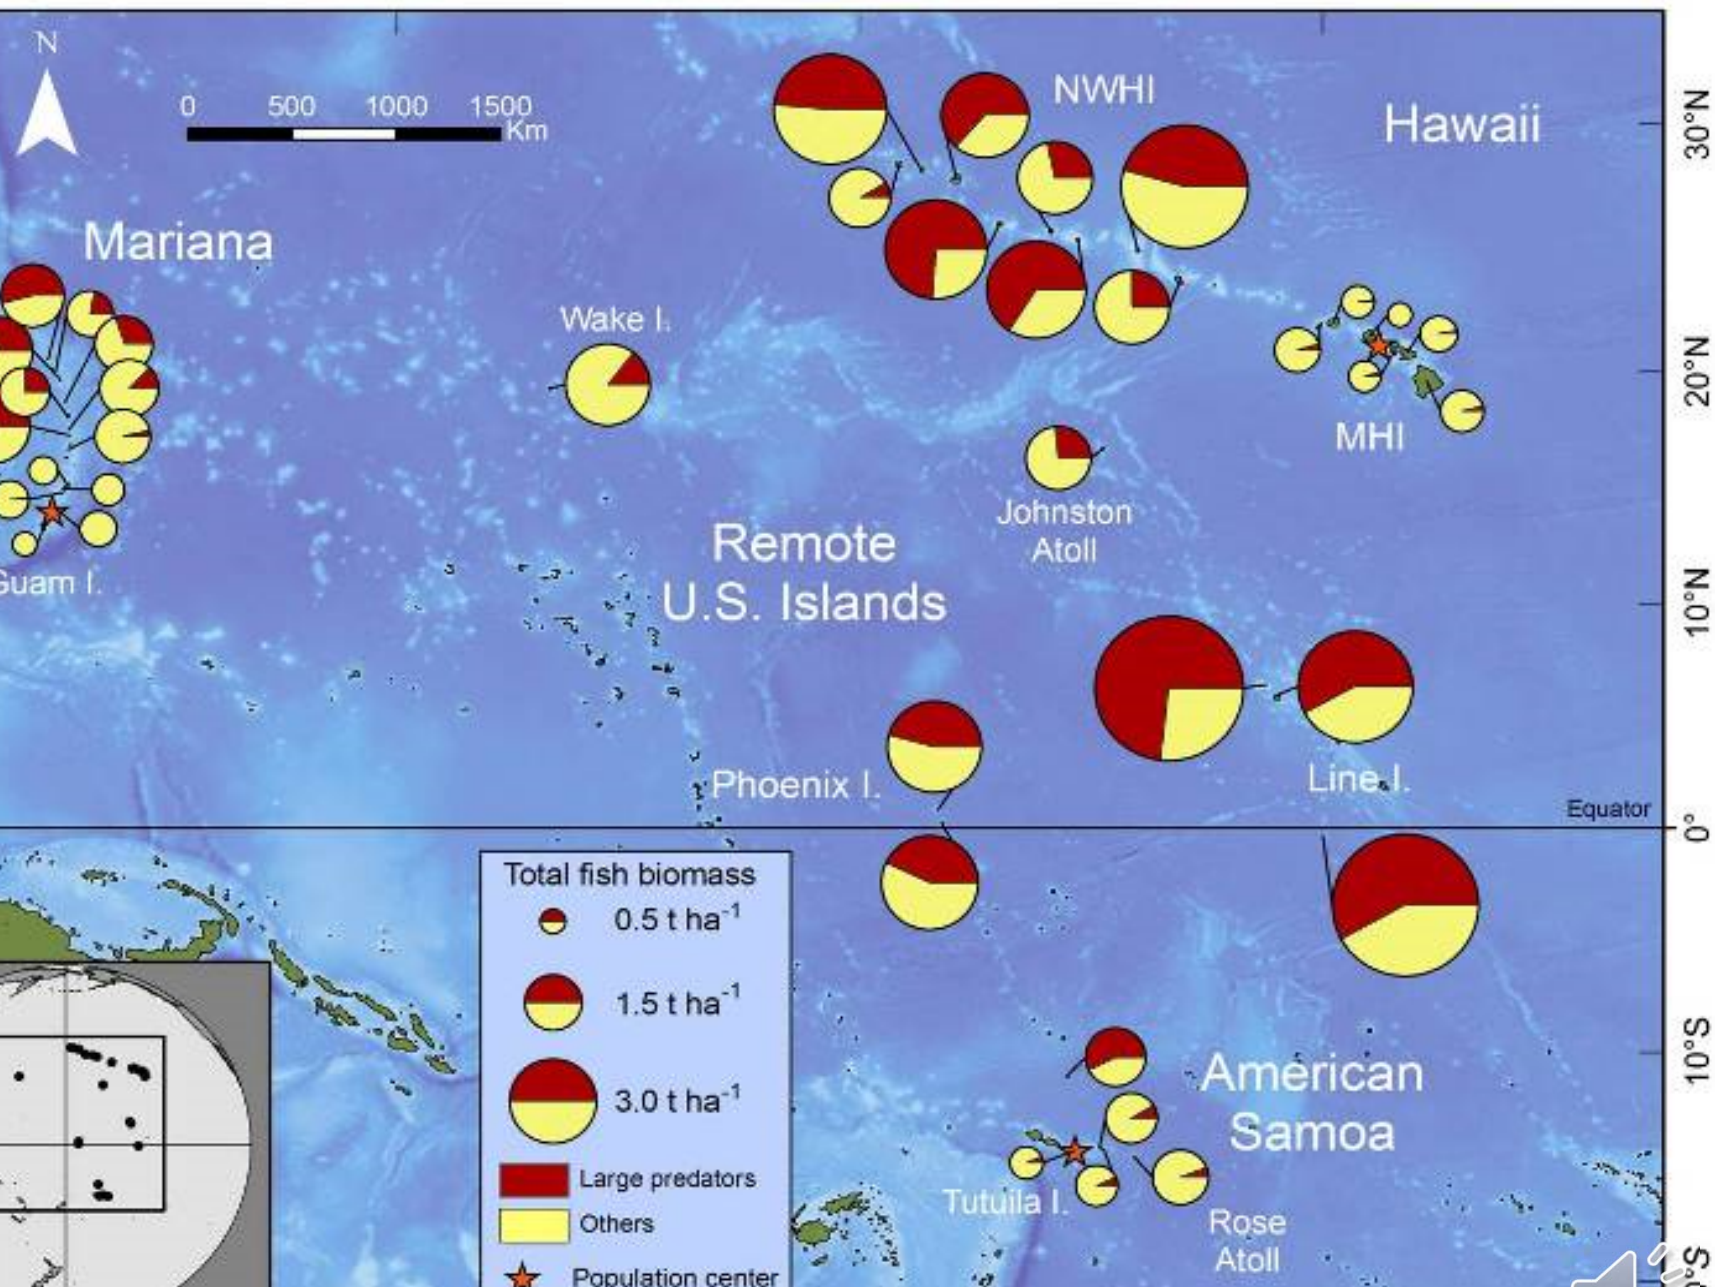 N
0 500 1000 1500
Km
NWHI
Hawaii
30°N
Mariana
Wake I.
20°N
MHI
Johnston
Atoll
Remote
U.S. Islands
Guam I.
10°N
Phoenix I.
Line I.
Equator
0°
Total fish biomass
0.5 t ha-1
1.5 t ha-1
3.0 t ha-1
Large predators
Others
Population center
10°S
American
Samoa
Tutuila I.
Rose
Atoll
°S